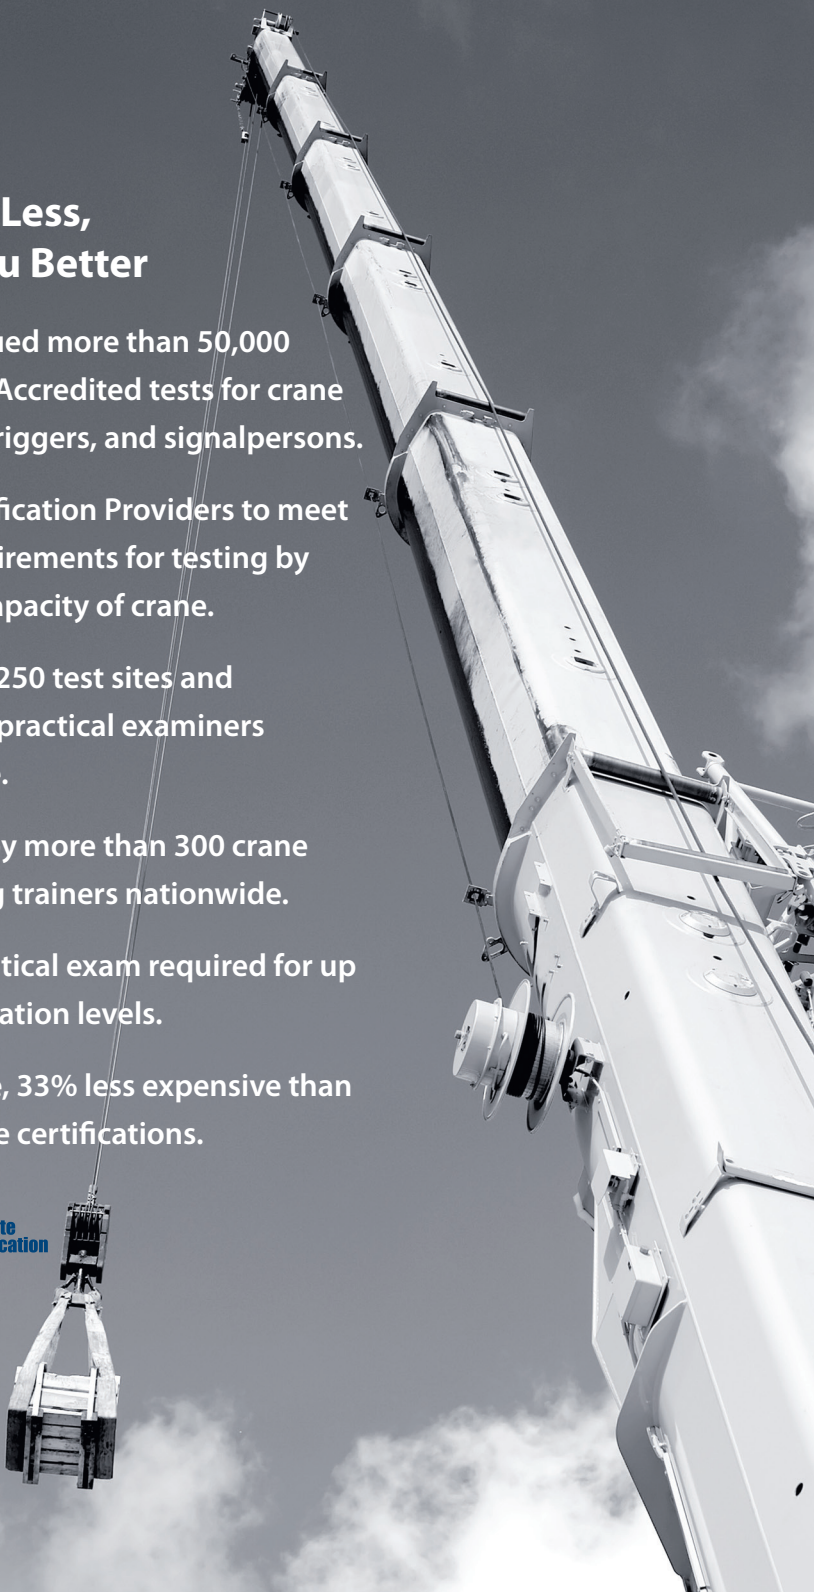 Less,
u Better
ued more than 50,000
Accredited tests for crane
riggers, and signalpersons.
fication Providers to meet
irements for testing by
apacity of crane.
250 test sites and
practical examiners
.
y more than 300 crane
g trainers nationwide.
tical exam required for up
ation levels.
e, 33% less expensive than
e certifications.
te
cation